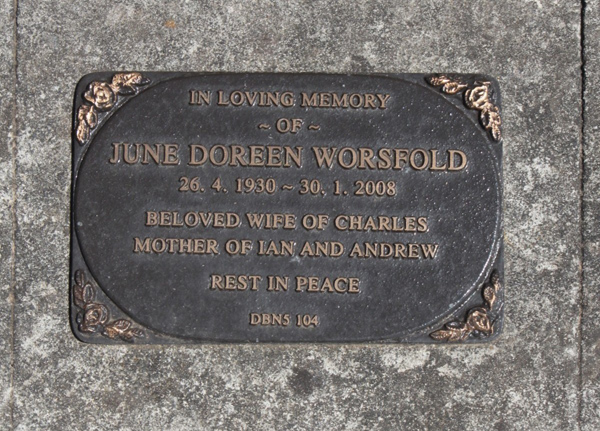 IN LOVING MEMORY
~ OF ~
JUNE DOREEN WORSFOLD
26. 4. 1930 ~ 30. 1. 2008
BELOVED WIFE OF CHARLES
MOTHER OF IAN AND ANDREW
REST IN PEACE
DBN5 104